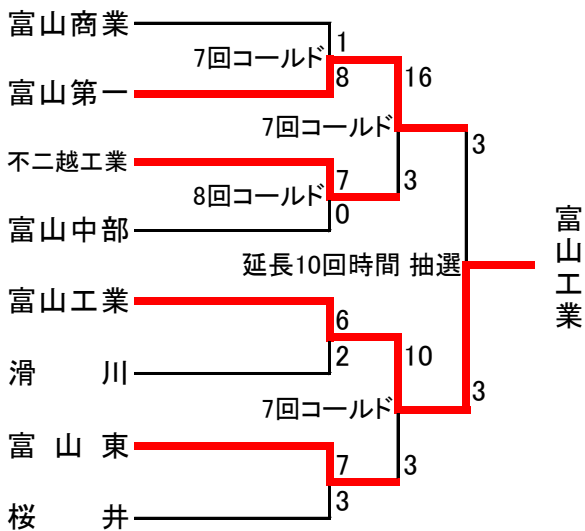 富山商業
1
7回コールド
8
16
富山第一
7回コールド
3
不二越工業
7
3
8回コールド
0
富山中部
延長10回時間 抽選
富山工業
富山工業
6
2
10
滑川
7回コールド
3
富山東
7
3
3
桜井